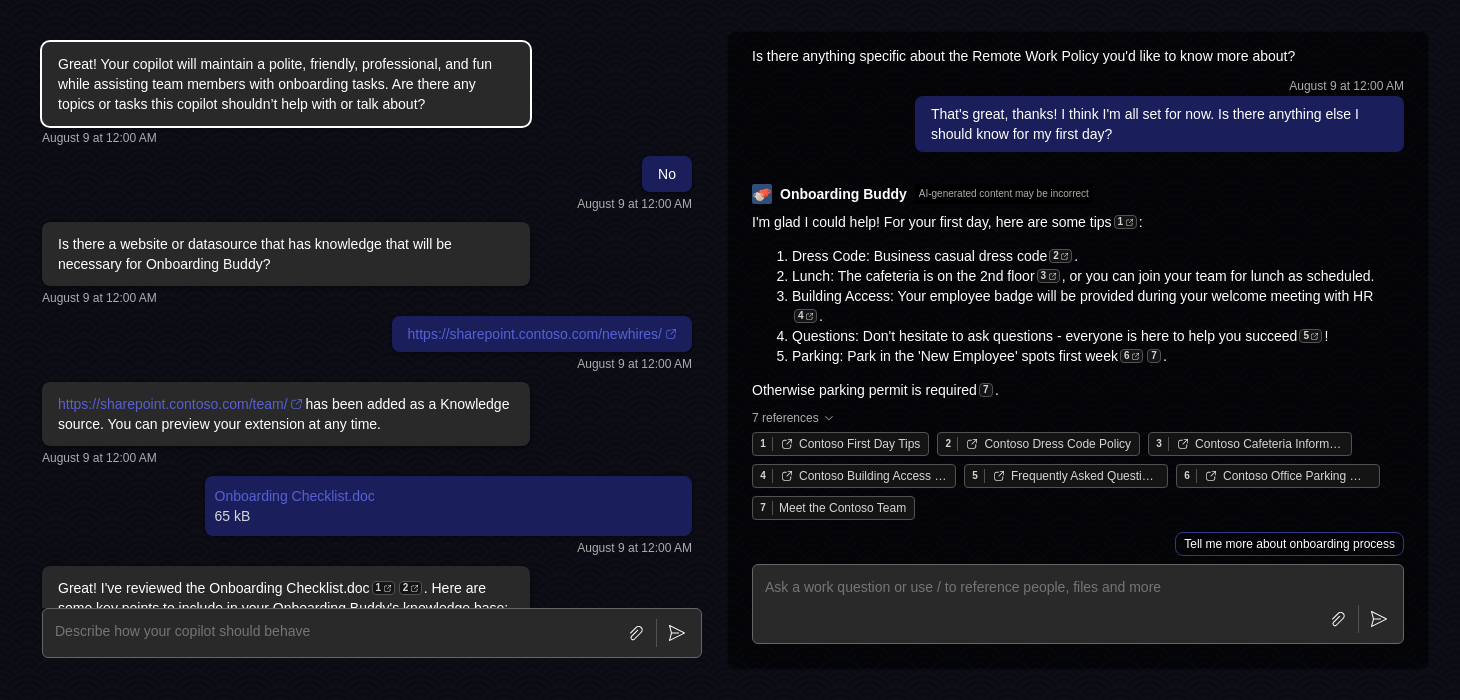 Great! Your copilot will maintain a polite, friendly, professional, and fun
while assisting team members with onboarding tasks. Are there any
topics or tasks this copilot shouldn't help with or talk about?
August 9 at 12:00 AM
No
August 9 at 12:00 AM
Is there a website or datasource that has knowledge that will be
necessary for Onboarding Buddy?
August 9 at 12:00 AM
https://sharepoint.contoso.com/newhires/
August 9 at 12:00 AM
https://sharepoint.contoso.com/team/ has been added as a Knowledge
source. You can preview your extension at any time.
August 9 at 12:00 AM
Onboarding Checklist.doc
65 kB
August 9 at 12:00 AM
Great! I've reviewed the Onboarding Checklist.doc 1 2 . Here are
some key points to include in your Onboarding Buddy's knowledge base:
Describe how your copilot should behave
Is there anything specific about the Remote Work Policy you'd like to know more about?
August 9 at 12:00 AM
That's great, thanks! I think I'm all set for now. Is there anything else I
should know for my first day?
Onboarding Buddy AI-generated content may be incorrect
I'm glad I could help! For your first day, here are some tips 1 :
1. Dress Code: Business casual dress code 2 .
2. Lunch: The cafeteria is on the 2nd floor 3 , or you can join your team for lunch as scheduled.
3. Building Access: Your employee badge will be provided during your welcome meeting with HR
4 .
4. Questions: Don't hesitate to ask questions - everyone is here to help you succeed 5 !
5. Parking: Park in the 'New Employee' spots first week 6 7 .
Otherwise parking permit is required 7 .
7 references
1 Contoso First Day Tips 2 Contoso Dress Code Policy 3 Contoso Cafeteria Inform…
4 Contoso Building Access … 5 Frequently Asked Questi… 6 Contoso Office Parking …
7 Meet the Contoso Team
Tell me more about onboarding process
Ask a work question or use / to reference people, files and more